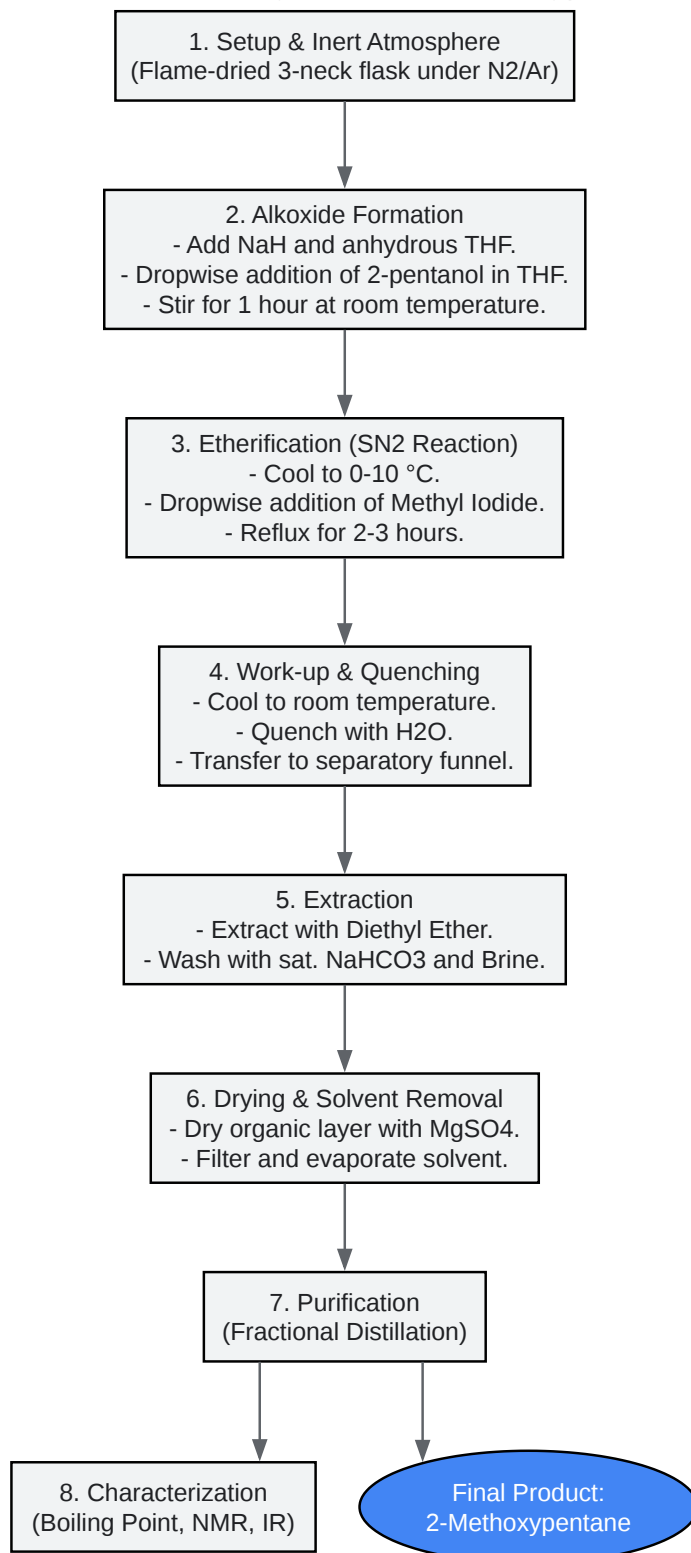 1. Setup & Inert Atmosphere
(Flame-dried 3-neck flask under N2/Ar)
2. Alkoxide Formation
- Add NaH and anhydrous THF.
- Dropwise addition of 2-pentanol in THF.
- Stir for 1 hour at room temperature.
3. Etherification (SN2 Reaction)
- Cool to 0-10 °C.
- Dropwise addition of Methyl Iodide.
- Reflux for 2-3 hours.
4. Work-up & Quenching
- Cool to room temperature.
- Quench with H2O.
- Transfer to separatory funnel.
5. Extraction
- Extract with Diethyl Ether.
- Wash with sat. NaHCO3 and Brine.
6. Drying & Solvent Removal
- Dry organic layer with MgSO4.
- Filter and evaporate solvent.
7. Purification
(Fractional Distillation)
8. Characterization
(Boiling Point, NMR, IR)
Final Product:
2-Methoxypentane